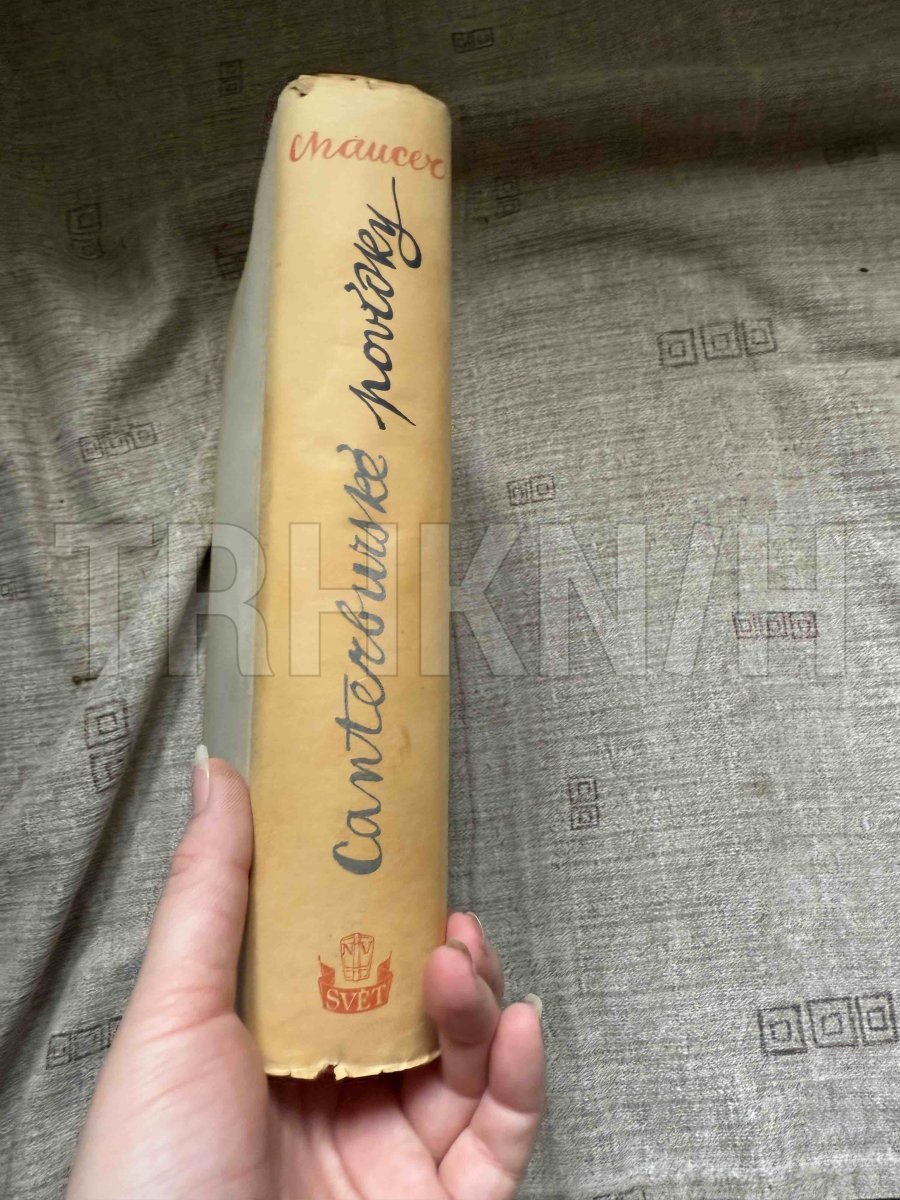 Chaucer
Canterburské povídky
NV
SVĚT
TRHKNIH